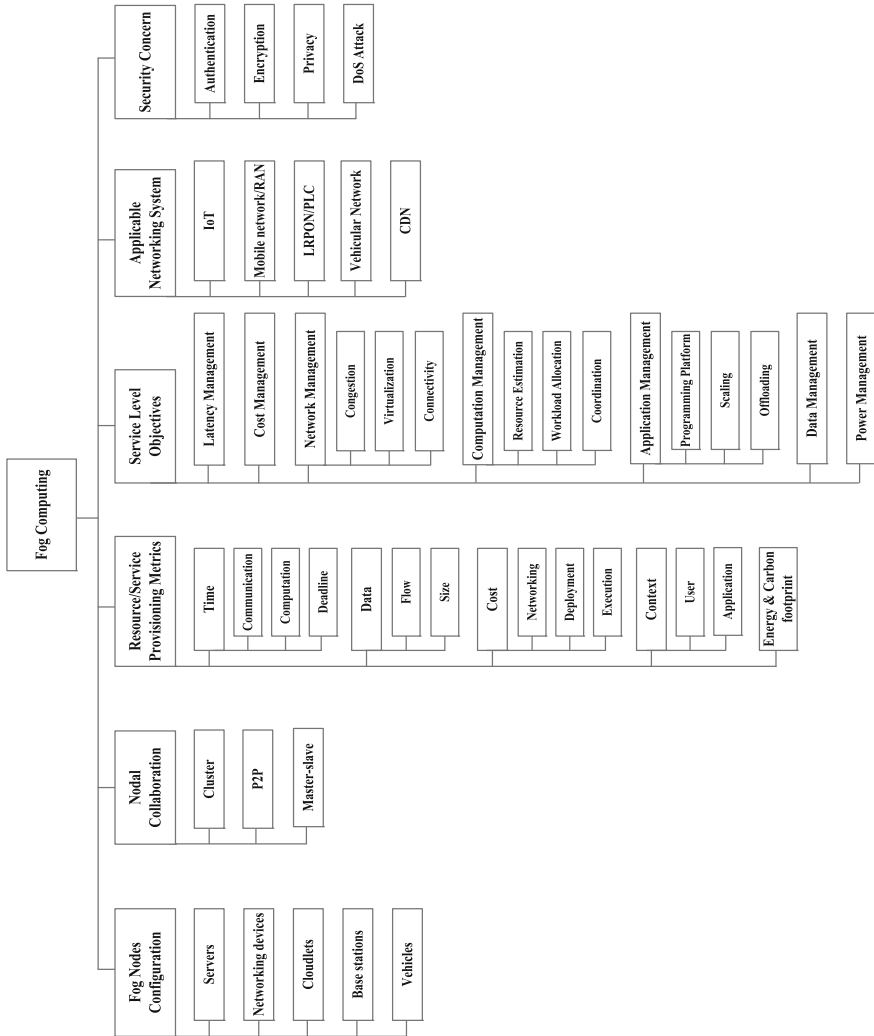 Fog Computing
Fog Nodes
Configuration
Servers
Networking devices
Cloudlets
Base stations
Vehicles
Nodal
Collaboration
Cluster
P2P
Master-slave
Resource/Service
Provisioning Metrics
Time
Communication
Computation
Deadline
Data
Flow
Size
Cost
Networking
Deployment
Execution
Context
User
Application
Energy & Carbon
footprint
Service Level
Objectives
Latency Management
Cost Management
Network Management
Congestion
Virtualization
Connectivity
Computation Management
Resource Estimation
Workload Allocation
Coordination
Application Management
Programming Platform
Scaling
Offloading
Data Management
Power Management
Applicable
Networking System
IoT
Mobile network/RAN
LRPON/PLC
Vehicular Network
CDN
Security Concern
Authentication
Encryption
Privacy
DoS Attack